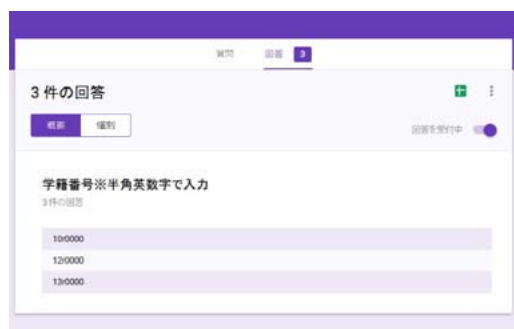 質問 回答 3
3 件の回答
概要 個別
回答を受付中
学籍番号※半角英数字で入力
3 件の回答
10r0000
12r0000
13r0000